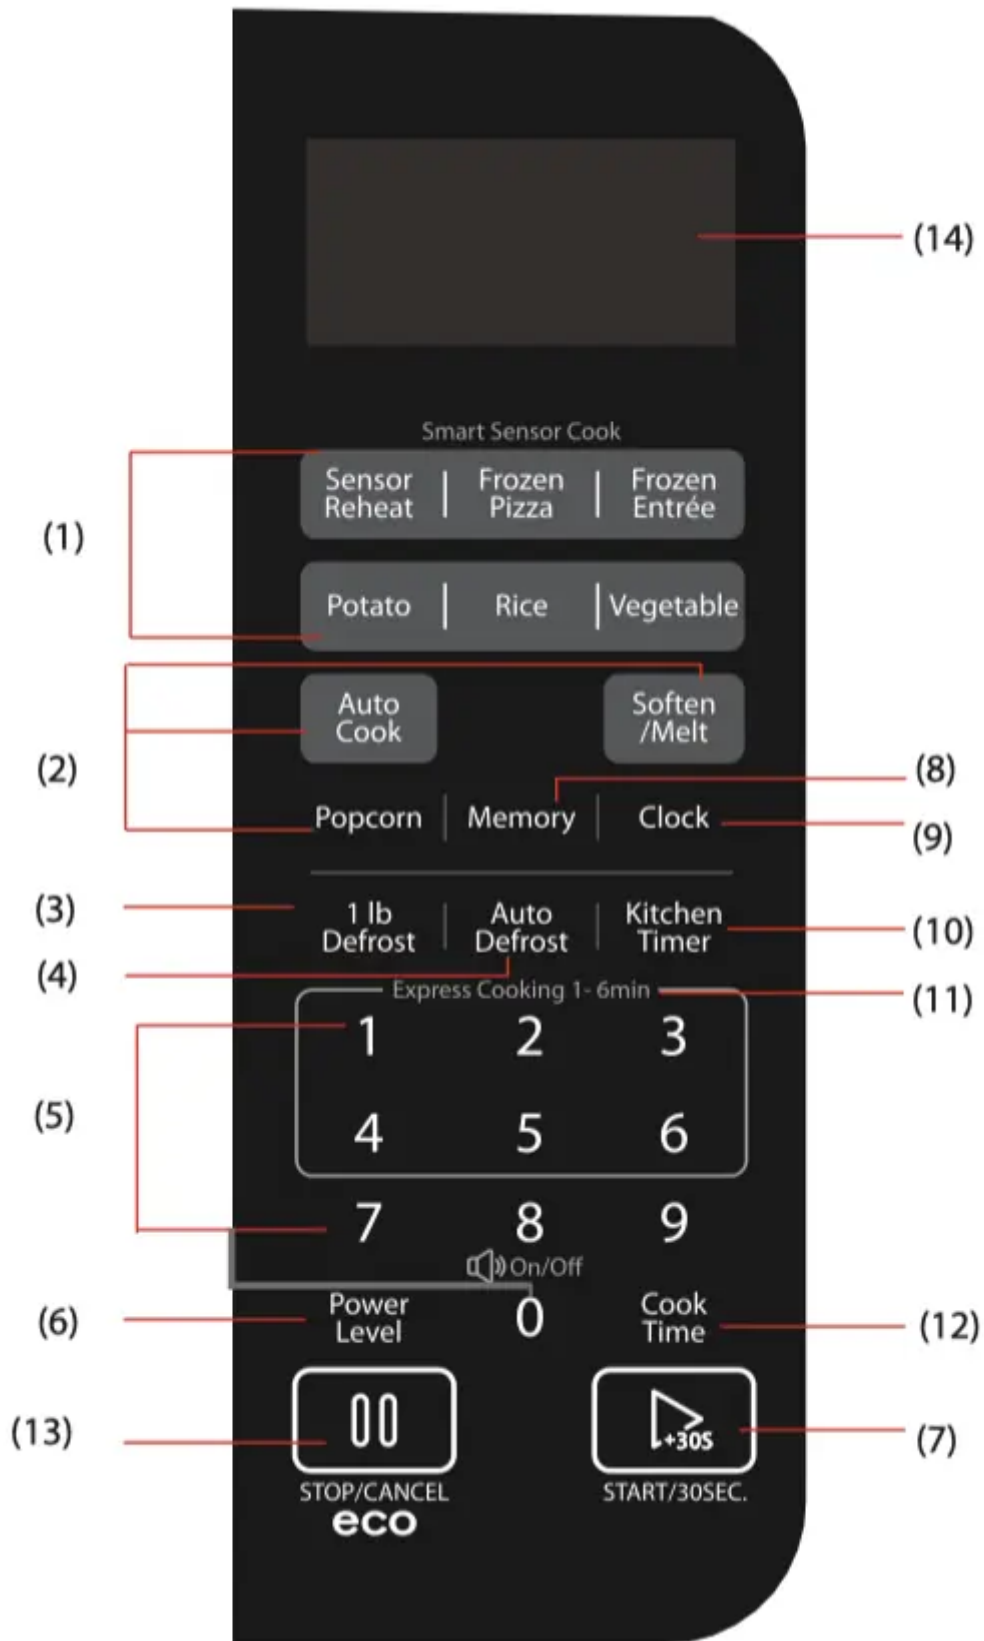 (14)
Smart Sensor Cook
Sensor Reheat | Frozen Pizza | Frozen Entrée
(1)
Potato | Rice | Vegetable
Auto Cook
Soften /Melt
(2)
(8)
Popcorn | Memory | Clock
(9)
(3)
1 lb Defrost | Auto Defrost | Kitchen Timer
(10)
(4)
Express Cooking 1- 6min
(11)
1 2 3
(5)
4 5 6
7 8 9
On/Off
(6)
Power Level
0
Cook Time
(12)
(13)
+30S
(7)
STOP/CANCEL
START/30SEC.
eco